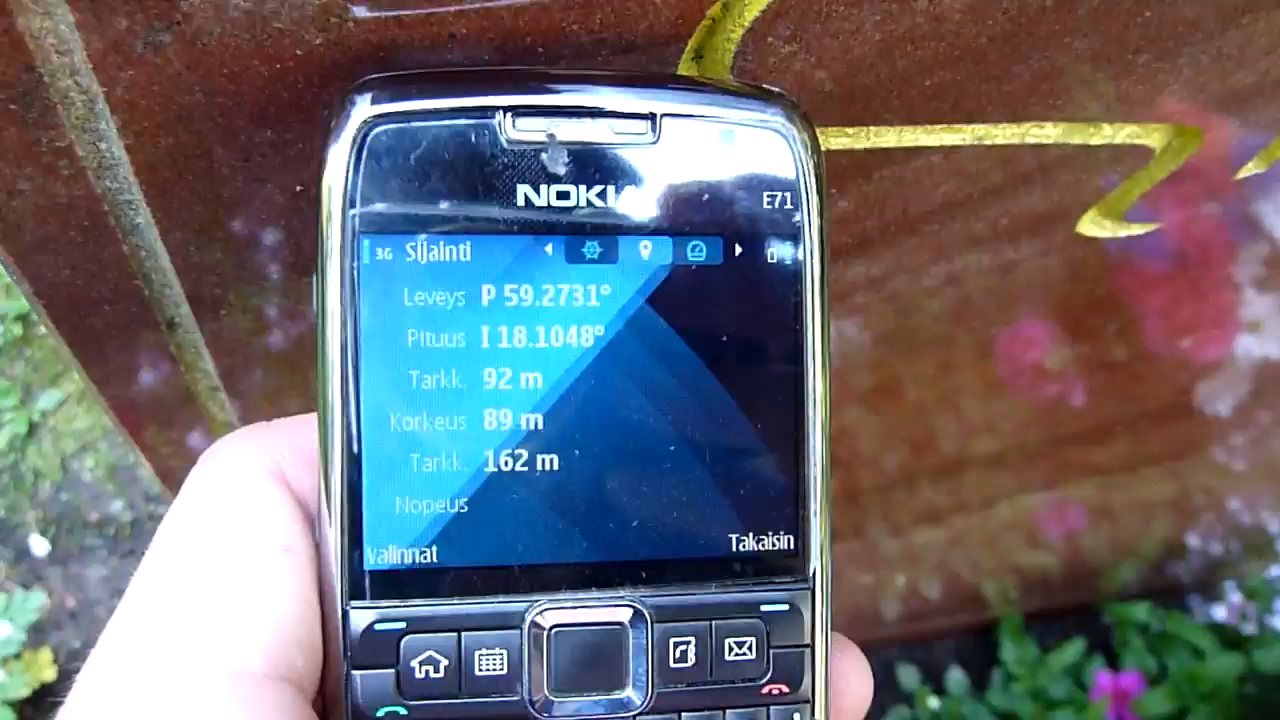 NOKIA
E71
3G Sijainti
Leveys P 59.2731°
Pituus I 18.1048°
Tarkk. 92 m
Korkeus 89 m
Tarkk. 162 m
Nopeus
Valinnat Takaisin